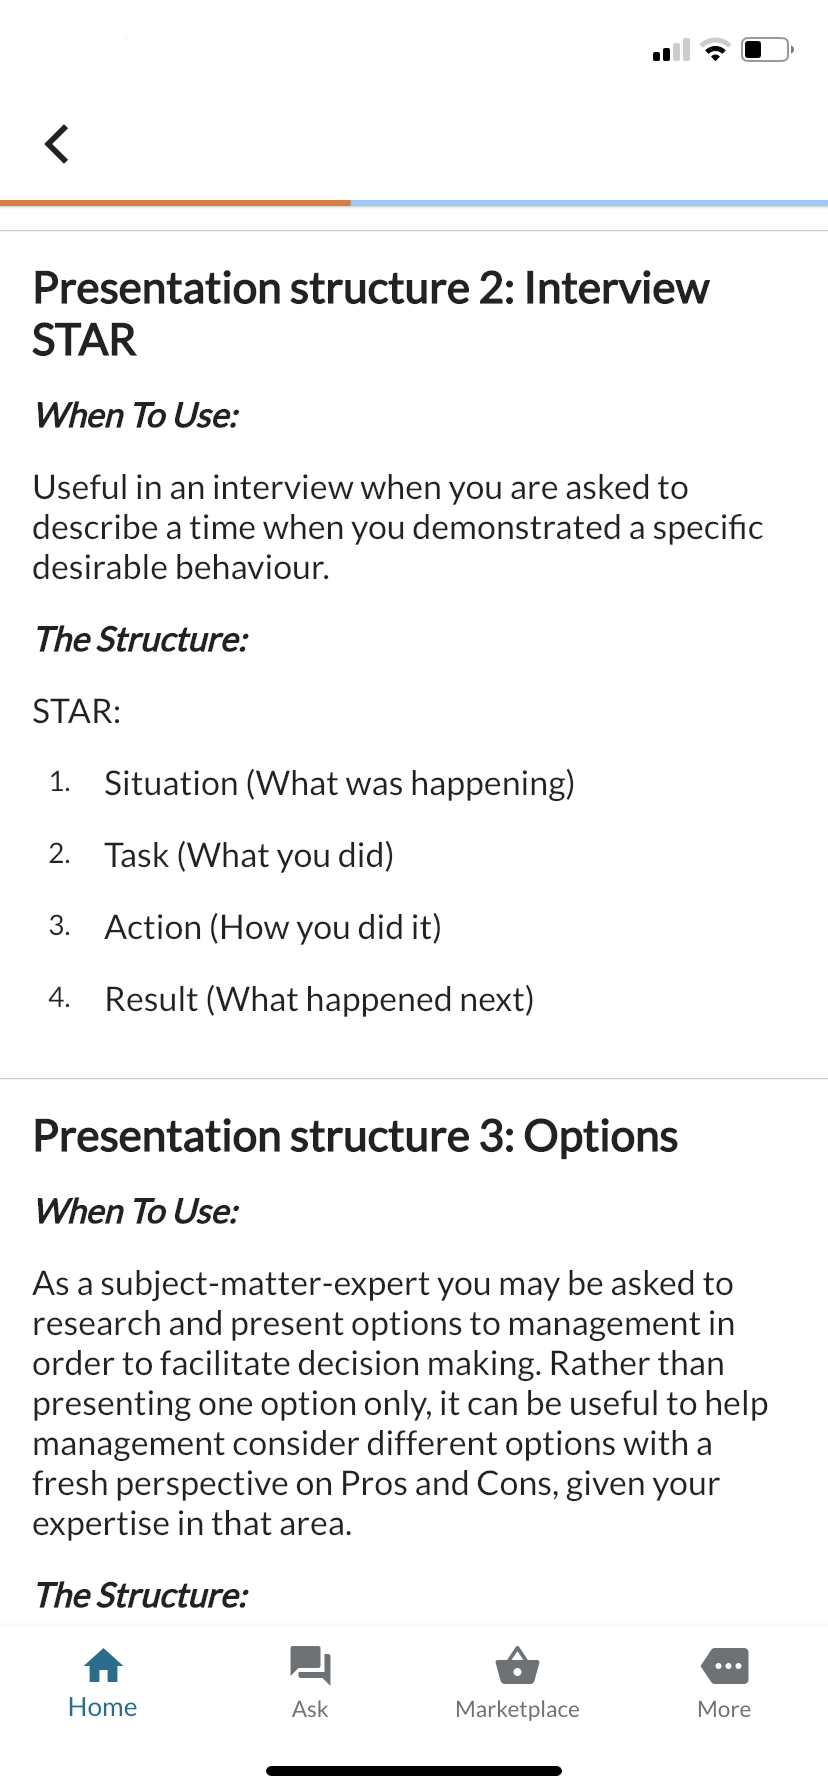 Presentation structure 2: Interview
STAR
When To Use:
Useful in an interview when you are asked to
describe a time when you demonstrated a specific
desirable behaviour.
The Structure:
STAR:
1. Situation (What was happening)
2. Task (What you did)
3. Action (How you did it)
4. Result (What happened next)
Presentation structure 3: Options
When To Use:
As a subject-matter-expert you may be asked to
research and present options to management in
order to facilitate decision making. Rather than
presenting one option only, it can be useful to help
management consider different options with a
fresh perspective on Pros and Cons, given your
expertise in that area.
The Structure:
Home Ask Marketplace More